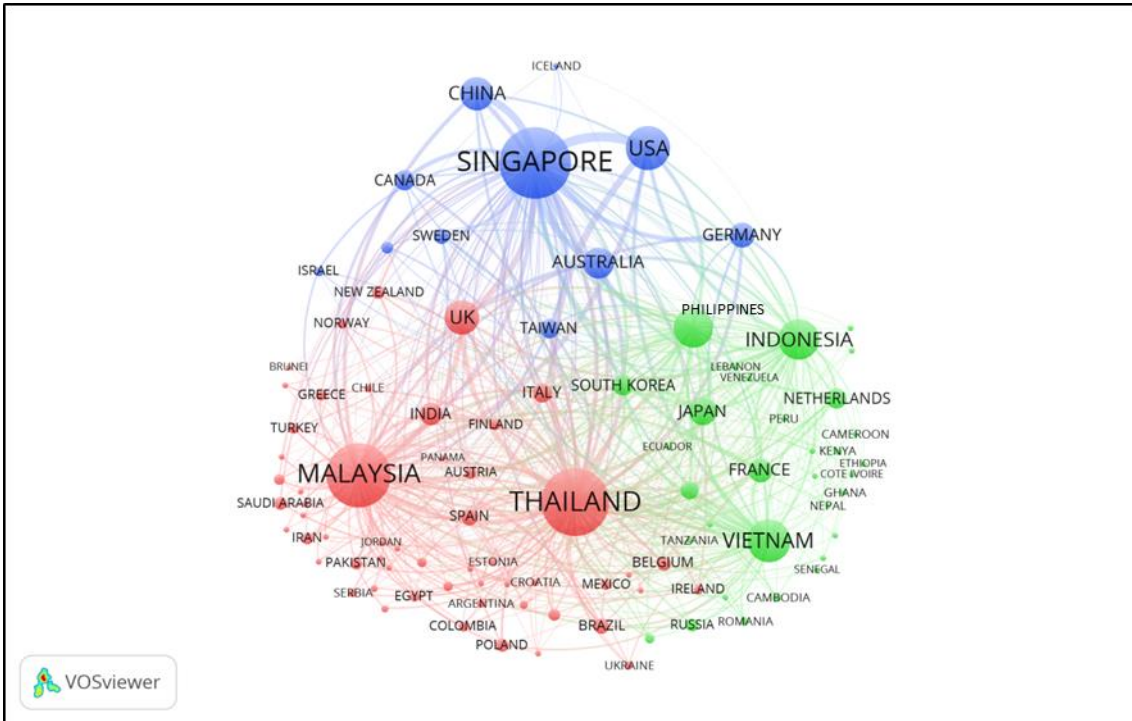 ICELAND
CHINA
SINGAPORE
USA
CANADA
SWEDEN
GERMANY
AUSTRALIA
ISRAEL
NEW ZEALAND
NORWAY
UK
TAIWAN
PHILIPPINES
INDONESIA
BRUNEI
LEBANON
VENEZUELA
CHILE
GREECE
ITALY
SOUTH KOREA
NETHERLANDS
INDIA
FINLAND
JAPAN
PERU
TURKEY
CAMEROON
ECUADOR
KENYA
PANAMA
ETHIOPIA
MALAYSIA
AUSTRIA
FRANCE
COTE IVOIRE
GHANA
SAUDI ARABIA
THAILAND
NEPAL
SPAIN
IRAN
JORDAN
TANZANIA
VIETNAM
PAKISTAN
ESTONIA
BELGIUM
SENEGAL
CROATIA
MEXICO
SERBIA
EGYPT
ARGENTINA
IRELAND
CAMBODIA
COLOMBIA
BRAZIL
RUSSIA
ROMANIA
POLAND
UKRAINE
VOSviewer